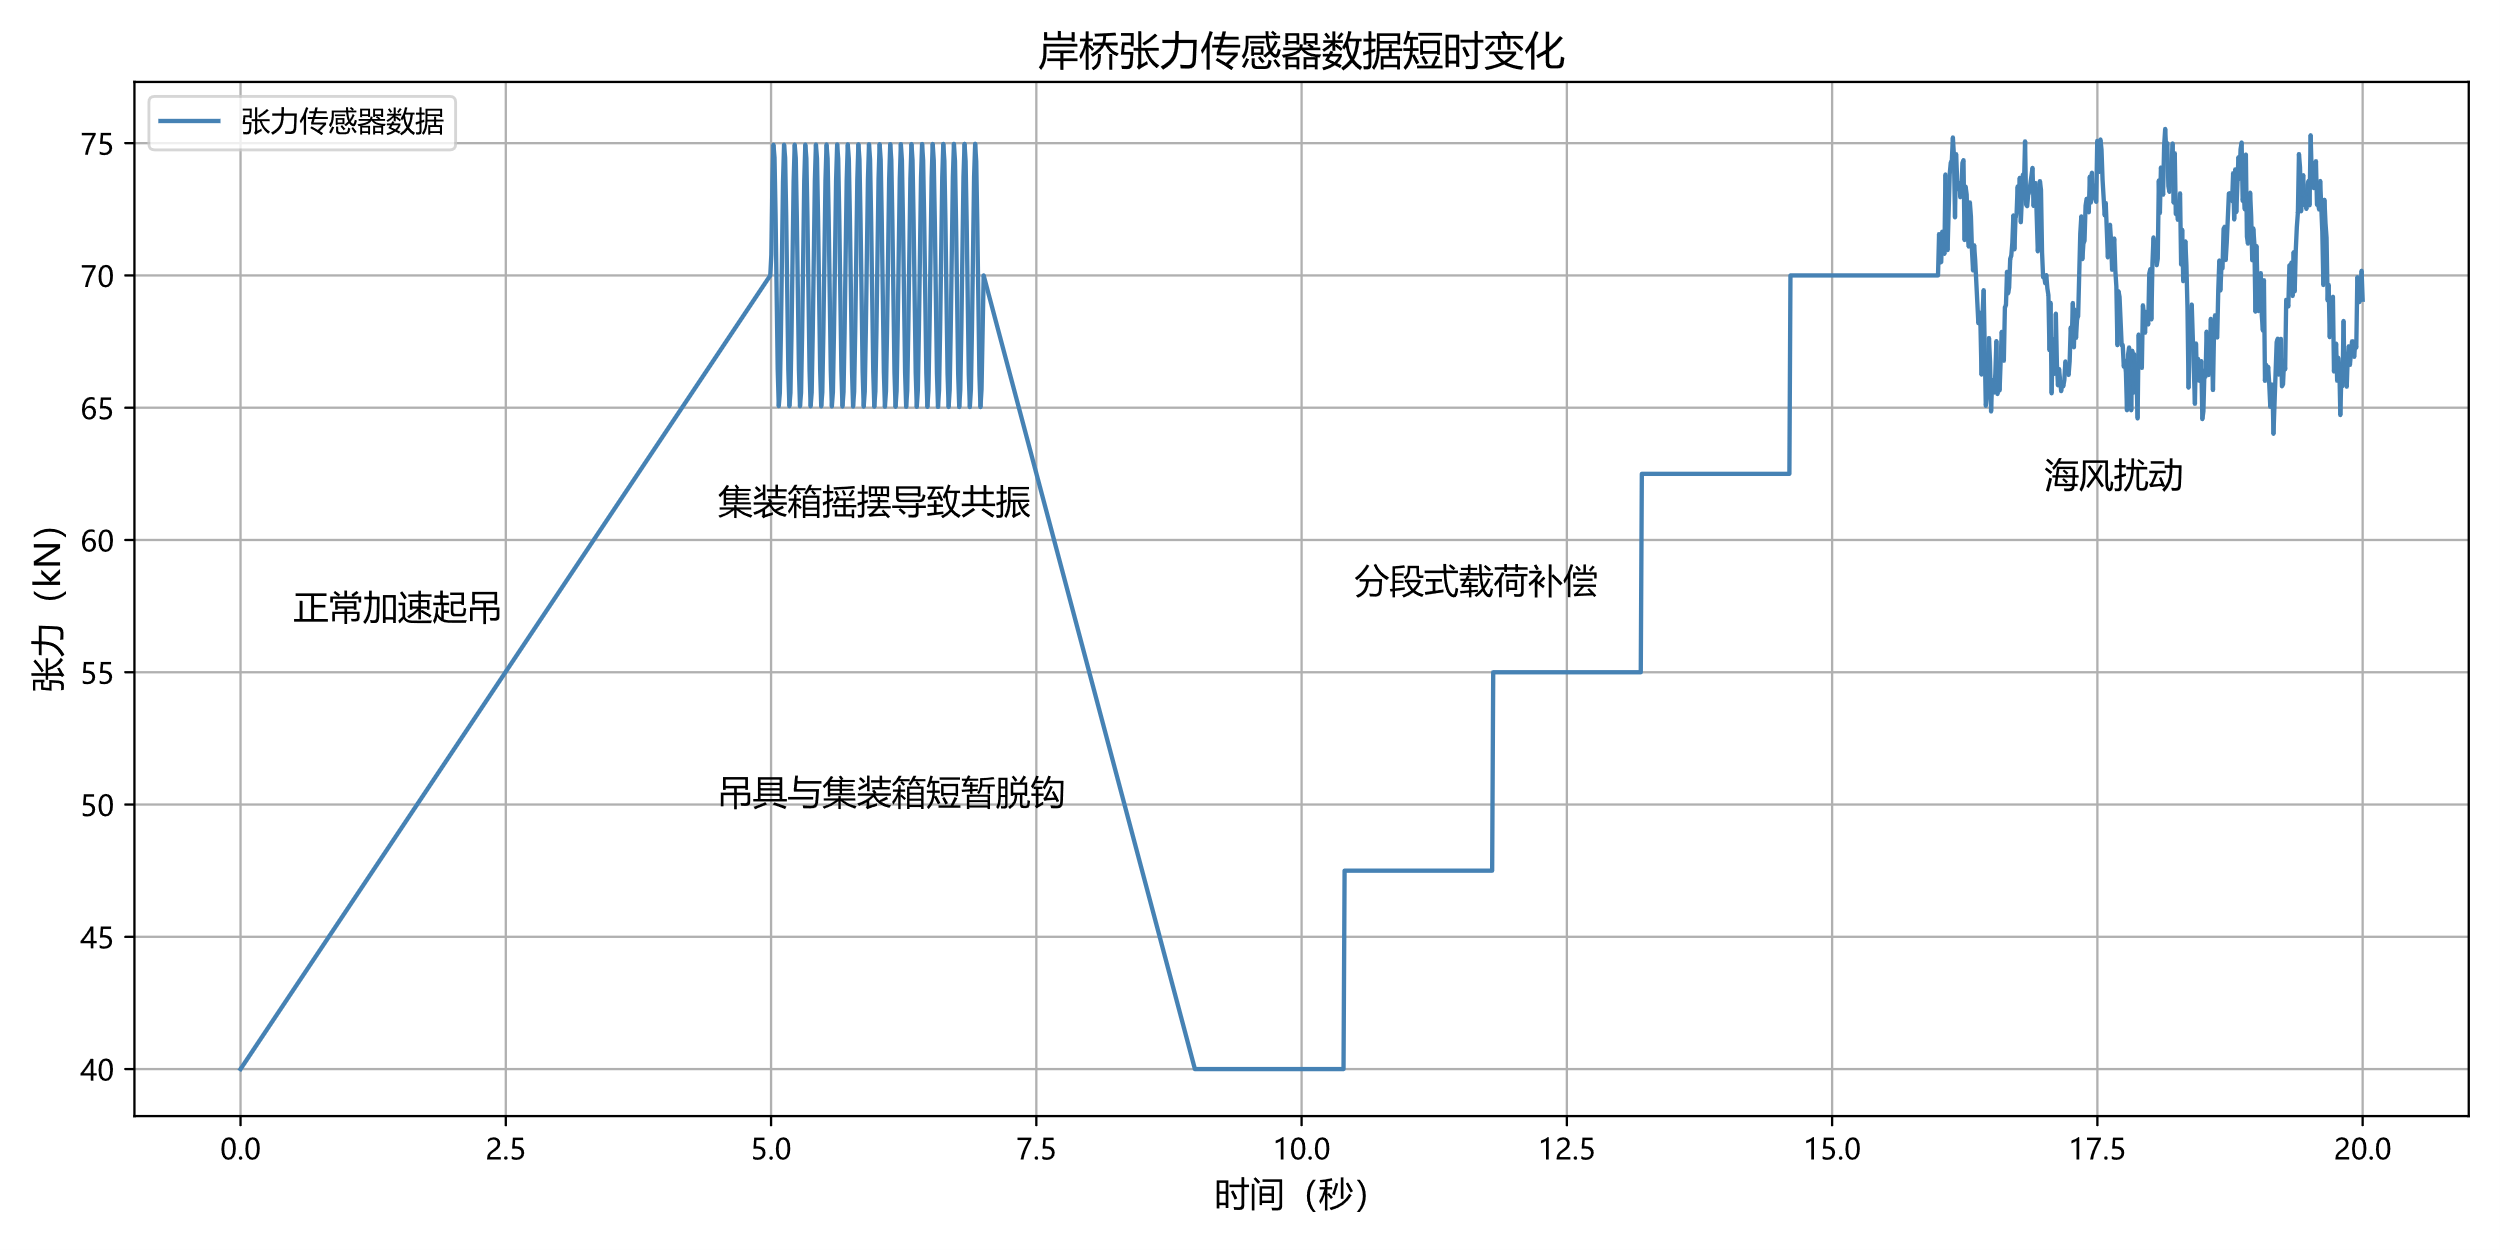 岸桥张力传感器数据随时变化
张力传感器数据
张力 (kN)
75
70
65
60
55
50
45
40
集装箱摇摆导致共振
海风扰动
分段式载荷补偿
正常加速起吊
吊具与集装箱短暂脱钩
0.0 2.5 5.0 7.5 10.0 12.5 15.0 17.5 20.0
时间 (秒)